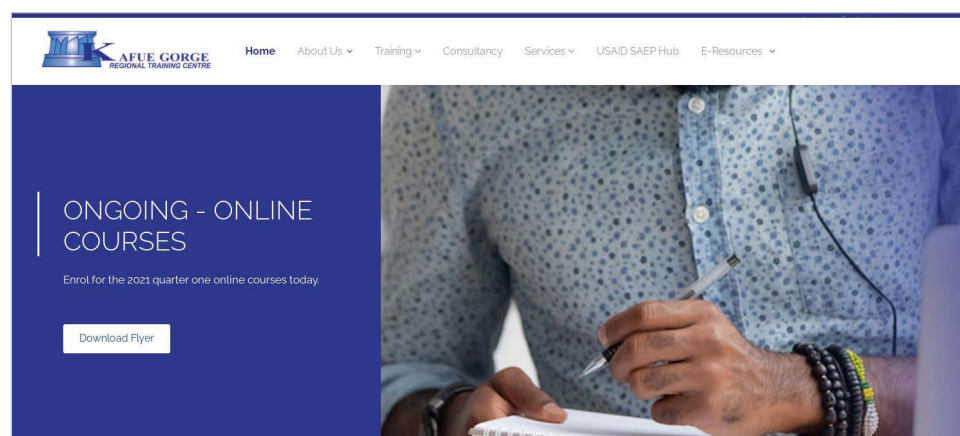 KAFUE GORGE
REGIONAL TRAINING CENTRE
Home About Us Training Consultancy Services USAID SAEP Hub E-Resources
ONGOING - ONLINE
COURSES
Enrol for the 2021 quarter one online courses today.
Download Flyer